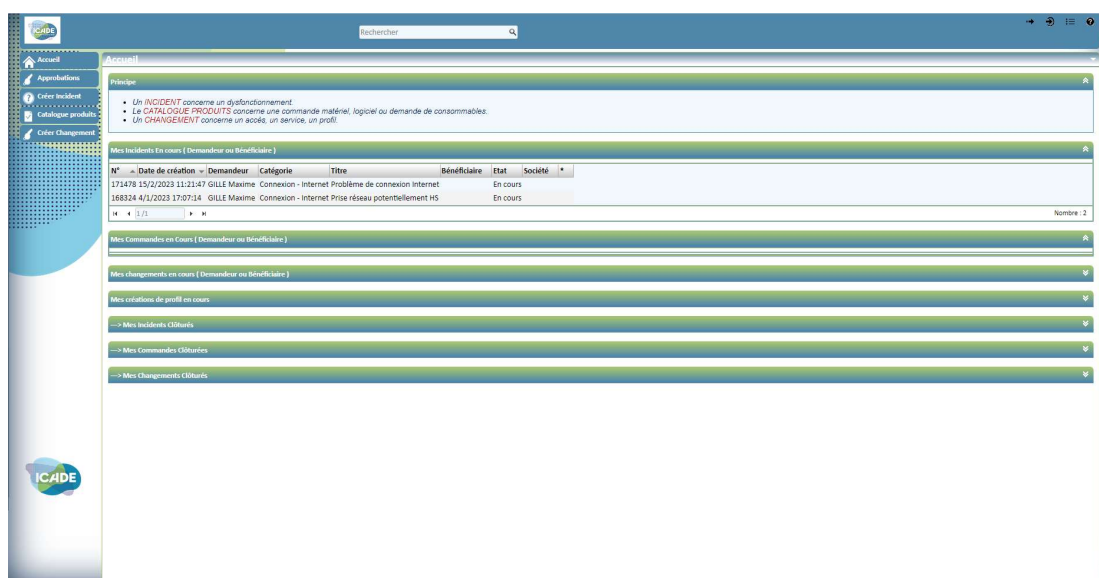 ICADE
Rechercher
Accueil
Approbations
Créer Incident
Catalogue produits
Créer Changement
Accueil
Principe
• Un INCIDENT concerne un dysfonctionnement.
• Le CATALOGUE PRODUITS concerne une commande matériel, logiciel ou demande de consommables.
• Un CHANGEMENT concerne un accès, un service, un profil.
Mes Incidents En cours ( Demandeur ou Bénéficiaire )
N° Date de création Demandeur Catégorie Titre Bénéficiaire Etat Société *
171478 15/2/2023 11:21:47 GILLE Maxime Connexion - Internet Problème de connexion Internet En cours
168324 4/1/2023 17:07:14 GILLE Maxime Connexion - Internet Prise réseau potentiellement HS En cours
1 /1 Nombre : 2
Mes Commandes en Cours ( Demandeur ou Bénéficiaire )
Mes changements en cours ( Demandeur ou Bénéficiaire )
Mes créations de profil en cours
---> Mes Incidents Clôturés
---> Mes Commandes Clôturées
---> Mes Changements Clôturés
ICADE